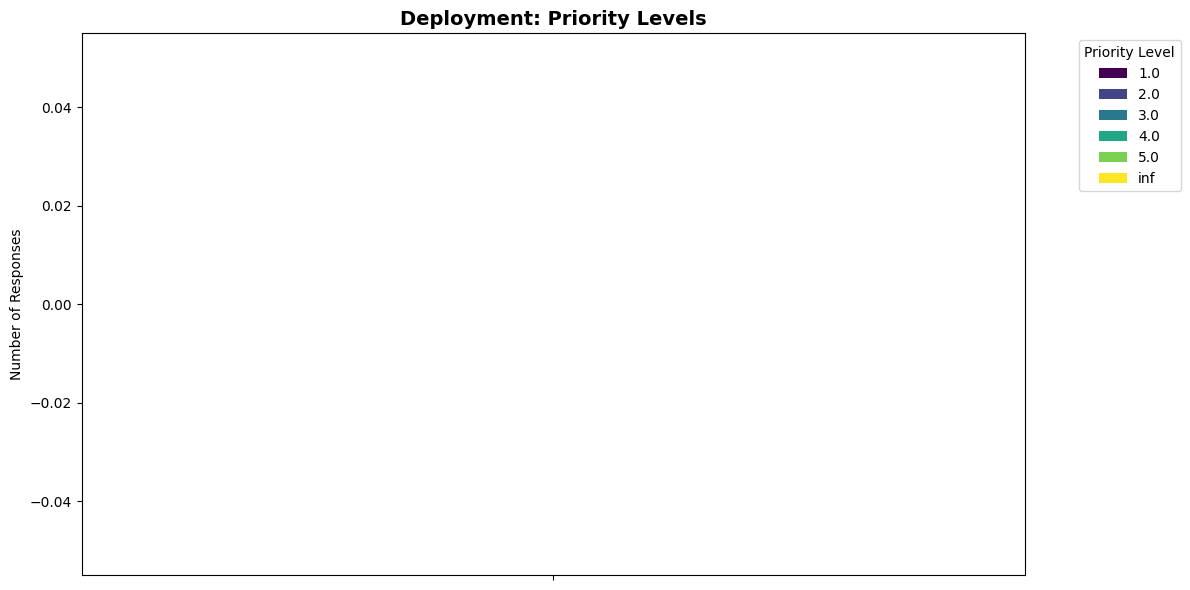 Deployment: Priority Levels
Number of Responses
0.04
0.02
0.00
−0.02
−0.04
Priority Level
1.0
2.0
3.0
4.0
5.0
inf